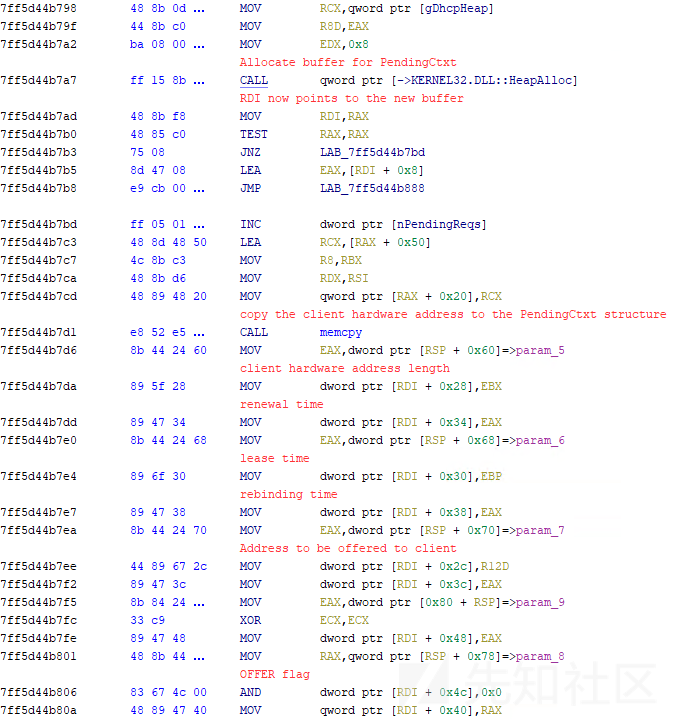 7ff5d44b798 48 8b 0d ... MOV RCX,qword ptr [gDhcpHeap]
7ff5d44b79f 44 8b c0 MOV R8D,EAX
7ff5d44b7a2 ba 08 00 ... MOV EDX,0x8
Allocate buffer for PendingCtxt
7ff5d44b7a7 ff 15 8b ... CALL qword ptr [->KERNEL32.DLL::HeapAlloc]
RDI now points to the new buffer
7ff5d44b7ad 48 8b f8 MOV RDI,RAX
7ff5d44b7b0 48 85 c0 TEST RAX,RAX
7ff5d44b7b3 75 08 JNZ LAB_7ff5d44b7bd
7ff5d44b7b5 8d 47 08 LEA EAX,[RDI + 0x8]
7ff5d44b7b8 e9 cb 00 ... JMP LAB_7ff5d44b888
7ff5d44b7bd ff 05 01 ... INC dword ptr [nPendingReqs]
7ff5d44b7c3 48 8d 48 50 LEA RCX,[RAX + 0x50]
7ff5d44b7c7 4c 8b c3 MOV R8,RBX
7ff5d44b7ca 48 8b d6 MOV RDX,RSI
7ff5d44b7cd 48 89 48 20 MOV qword ptr [RAX + 0x20],RCX
copy the client hardware address to the PendingCtxt structure
7ff5d44b7d1 e8 52 e5 ... CALL memcpy
7ff5d44b7d6 8b 44 24 60 MOV EAX,dword ptr [RSP + 0x60]=>param_5
client hardware address length
7ff5d44b7da 89 5f 28 MOV dword ptr [RDI + 0x28],EBX
renewal time
7ff5d44b7dd 89 47 34 MOV dword ptr [RDI + 0x34],EAX
7ff5d44b7e0 8b 44 24 68 MOV EAX,dword ptr [RSP + 0x68]=>param_6
lease time
7ff5d44b7e4 89 6f 30 MOV dword ptr [RDI + 0x30],EBP
rebinding time
7ff5d44b7e7 89 47 38 MOV dword ptr [RDI + 0x38],EAX
7ff5d44b7ea 8b 44 24 70 MOV EAX,dword ptr [RSP + 0x70]=>param_7
Address to be offered to client
7ff5d44b7ee 44 89 67 2c MOV dword ptr [RDI + 0x2c],R12D
7ff5d44b7f2 89 47 3c MOV dword ptr [RDI + 0x3c],EAX
7ff5d44b7f5 8b 84 24 ... MOV EAX,dword ptr [0x80 + RSP]=>param_9
7ff5d44b7fc 33 c9 XOR ECX,ECX
7ff5d44b7fe 89 47 48 MOV dword ptr [RDI + 0x48],EAX
7ff5d44b801 48 8b 44 ... MOV RAX,qword ptr [RSP + 0x78]=>param_8
OFFER flag
7ff5d44b806 83 67 4c 00 AND dword ptr [RDI + 0x4c],0x0
7ff5d44b80a 48 89 47 40 MOV qword ptr [RDI + 0x40],RAX
先知社区